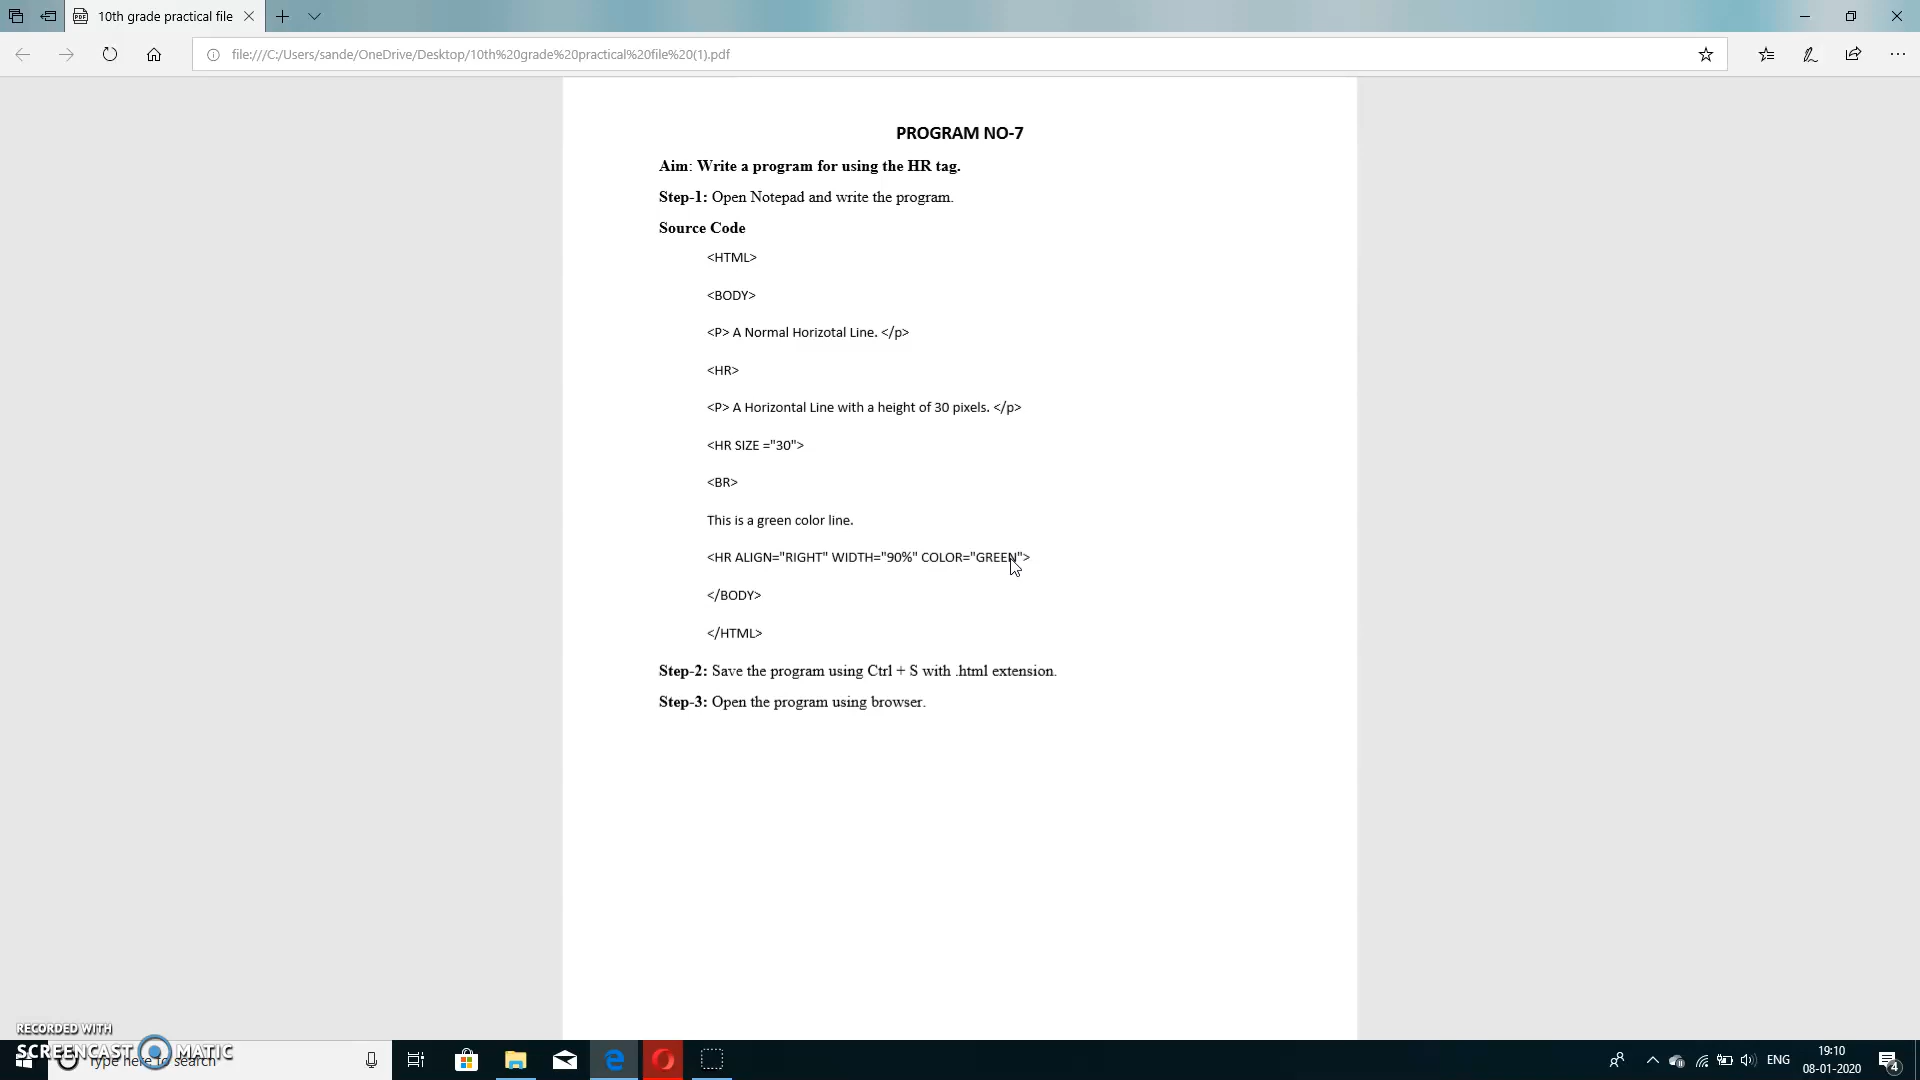 10th grade practical file
file:///C:/Users/sande/OneDrive/Desktop/10th%20grade%20practical%20file%20(1).pdf
PROGRAM NO-7
Aim: Write a program for using the HR tag.
Step-1: Open Notepad and write the program.
Source Code
<HTML>
<BODY>
<P> A Normal Horizotal Line. </p>
<HR>
<P> A Horizontal Line with a height of 30 pixels. </p>
<HR SIZE ="30">
<BR>
This is a green color line.
<HR ALIGN="RIGHT" WIDTH="90%" COLOR="GREEN">
</BODY>
</HTML>
Step-2: Save the program using Ctrl + S with .html extension.
Step-3: Open the program using browser.
RECORDED WITH
SCREENCAST MATIC
Type here to search
ENG
19:10
08-01-2020
4